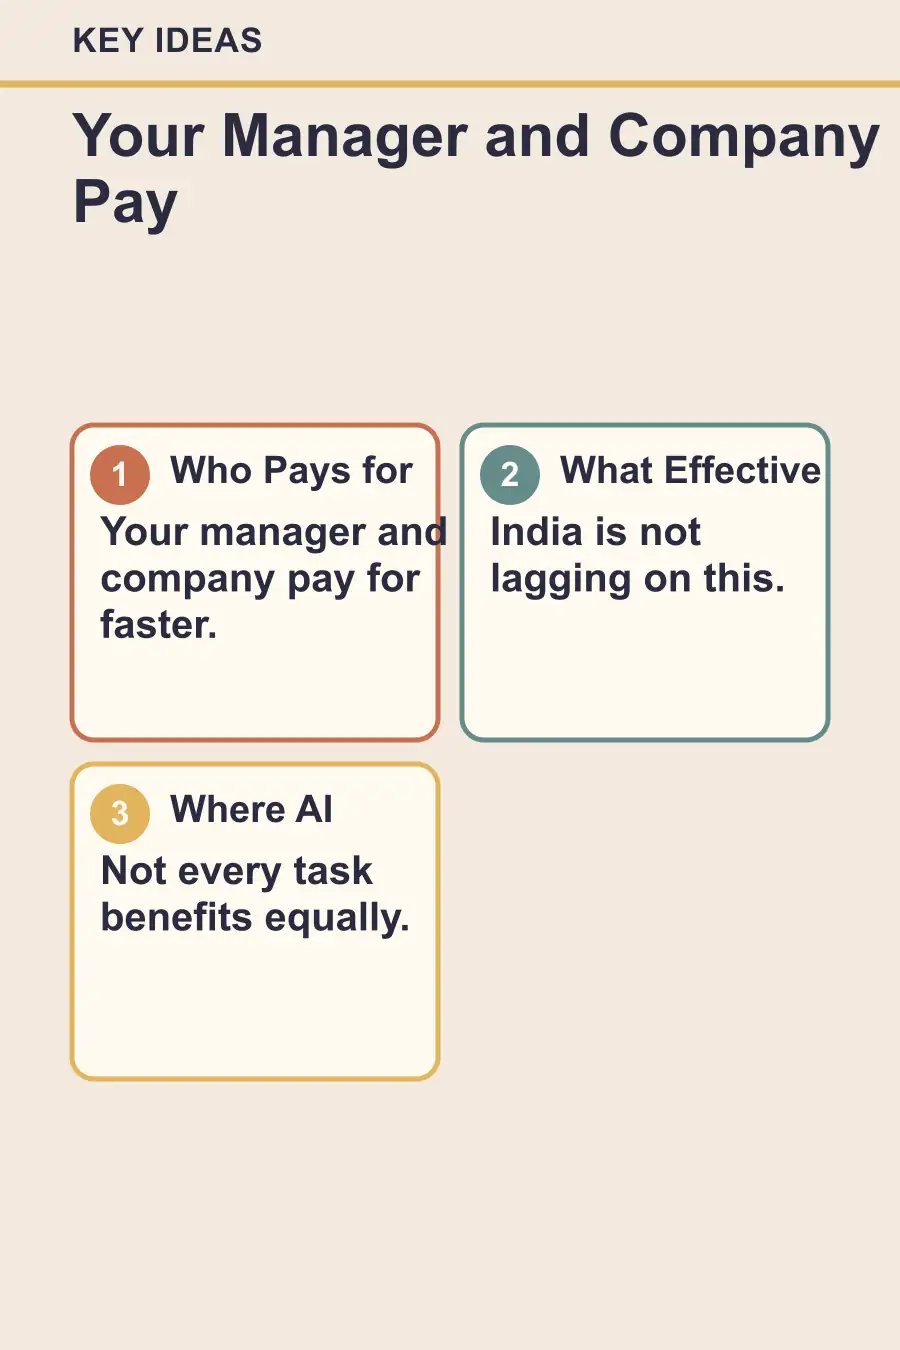 KEY IDEAS
Your Manager and Company
Pay
1 Who Pays for
Your manager and
company pay for
faster.
2 What Effective
India is not
lagging on this.
3 Where AI
Not every task
benefits equally.